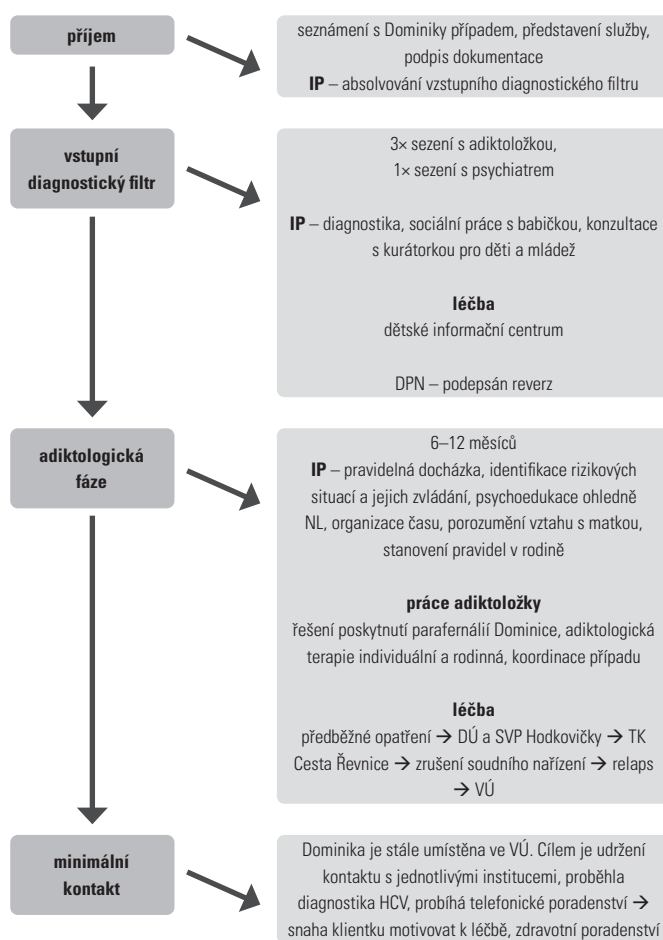 příjem
seznámení s Dominiky případem, představení služby,
podpis dokumentace
IP – absolvování vzstupního diagnostického filtru
vstupní
diagnostický filtr
3× sezení s adiktoložkou,
1× sezení s psychiatrem
IP – diagnostika, sociální práce s babičkou, konzultace
s kurátorkou pro děti a mládež
léčba
dětské informační centrum
DPN – podepsán reverz
adiktologická
fáze
6–12 měsíců
IP – pravidelná docházka, identifikace rizikových
situací a jejich zvládání, psychoedukace ohledně
NL, organizace času, porozumění vztahu s matkou,
stanovení pravidel v rodině
práce adiktoložky
řešení poskytnutí parafernálií Dominice, adiktologická
terapie individuální a rodinná, koordinace případu
léčba
předběžné opatření → DÚ a SVP Hodkovičky → TK
Cesta Řevnice → zrušení soudního nařízení → relaps
→ VÚ
minimální
kontakt
Dominika je stále umístěna ve VÚ. Cílem je udržení
kontaktu s jednotlivými institucemi, proběhla
diagnostika HCV, probíhá telefonické poradenství →
snaha klientku motivovat k léčbě, zdravotní poradenství